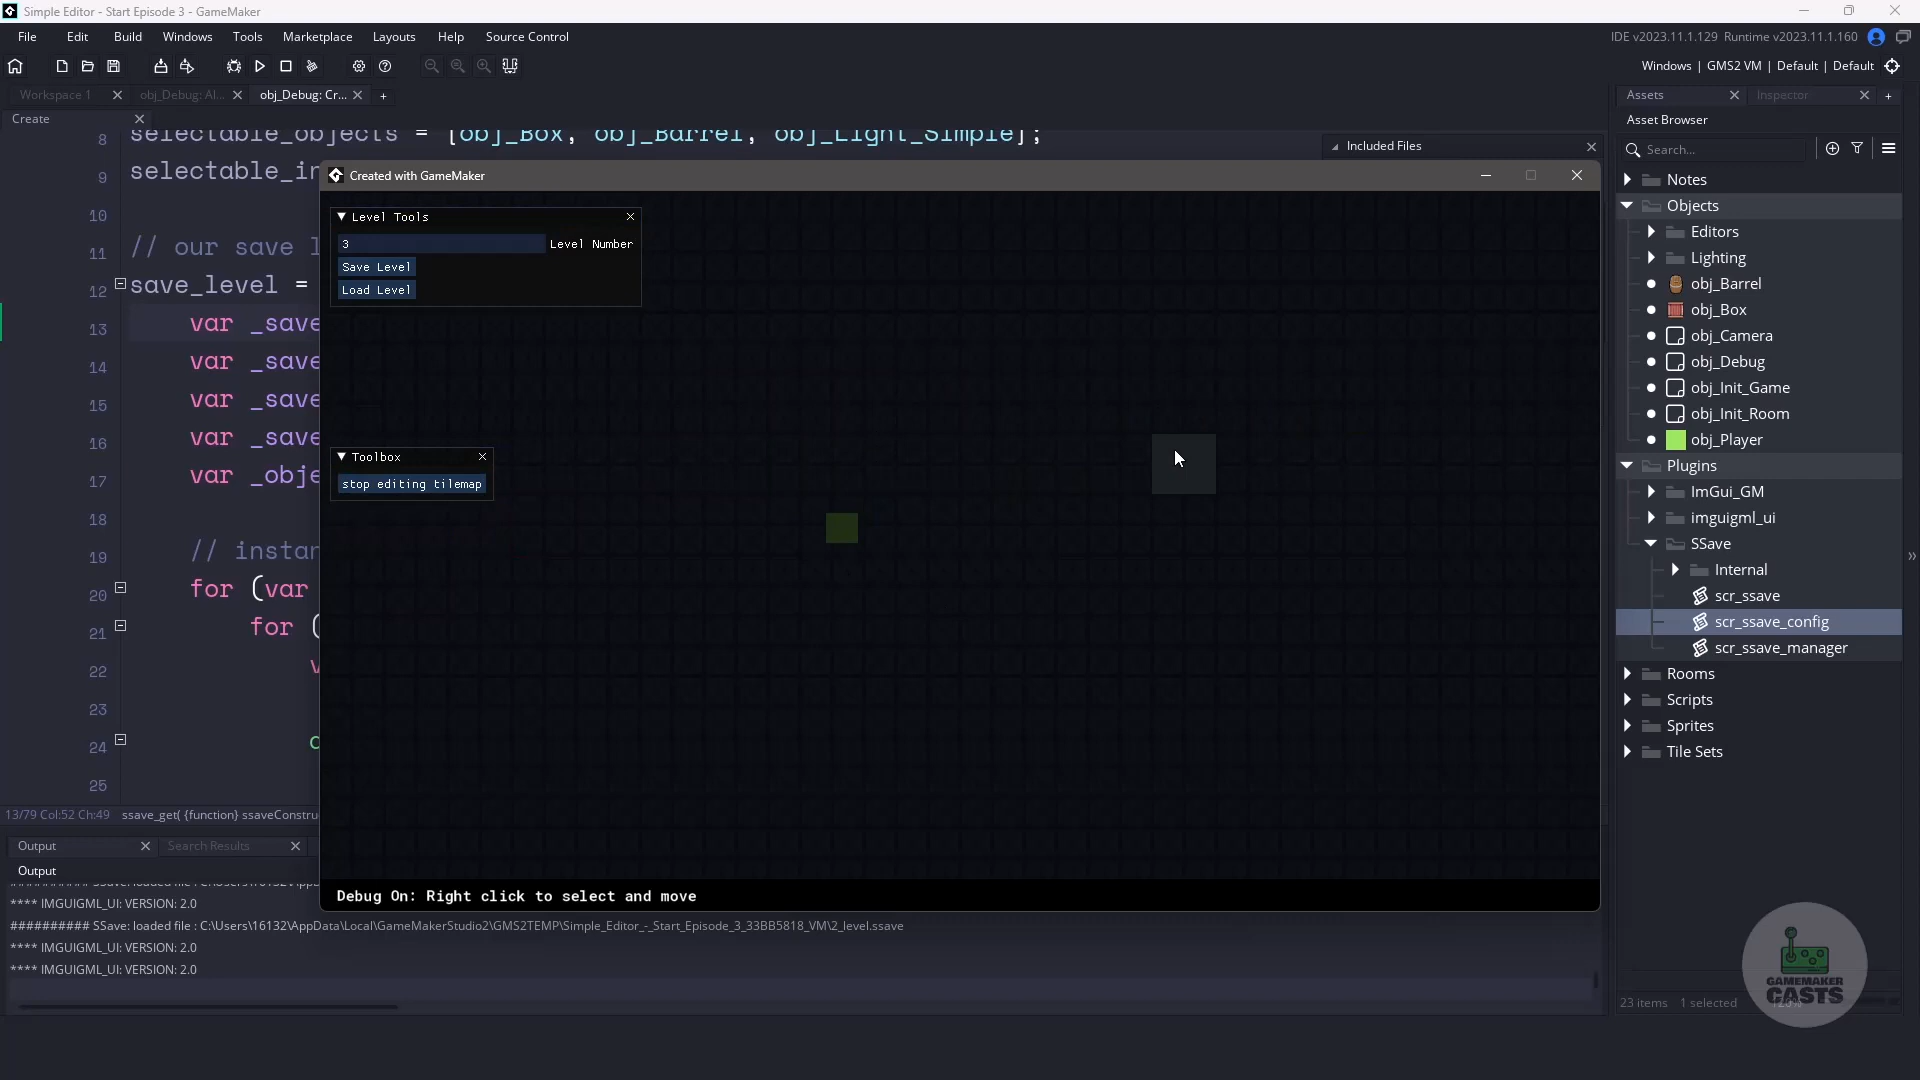 Simple Editor - Start Episode 3 - GameMaker
File Edit Build Windows Tools Marketplace Layouts Help Source Control
IDE v2023.11.1.129 Runtime v2023.11.1.160
Windows | GMS2 VM | Default | Default
Workspace 1 obj_Debug: Al... obj_Debug: Cr...
Create
8 selectable_objects = [obj_Box, obj_Barrel, obj_Light_Simple];
9 selectable_in
10
11 // our save l
12 save_level =
13 var _save
14 var _save
15 var _save
16 var _save
17 var _obje
18
19 // instan
20 for (var
21 for (
22
23
24
25
Included Files
Created with GameMaker
Level Tools
3 Level Number
Save Level
Load Level
Toolbox
stop editing tilemap
Debug On: Right click to select and move
13/79 Col:52 Ch:49 ssave_get( {function} ssaveConstru
Output Search Results
Output
**** IMGUIGML_UI: VERSION: 2.0
########## SSave: loaded file : C:\Users\16132\AppData\Local\GameMakerStudio2\GMS2TEMP\Simple_Editor_-_Start_Episode_3_33BB5818_VM\2_level.ssave
**** IMGUIGML_UI: VERSION: 2.0
**** IMGUIGML_UI: VERSION: 2.0
Assets Inspector
Asset Browser
Search...
Notes
Objects
Editors
Lighting
obj_Barrel
obj_Box
obj_Camera
obj_Debug
obj_Init_Game
obj_Init_Room
obj_Player
Plugins
ImGui_GM
imguigml_ui
SSave
Internal
scr_ssave
scr_ssave_config
scr_ssave_manager
Rooms
Scripts
Sprites
Tile Sets
23 items 1 selected
GAMEMAKER
CASTS